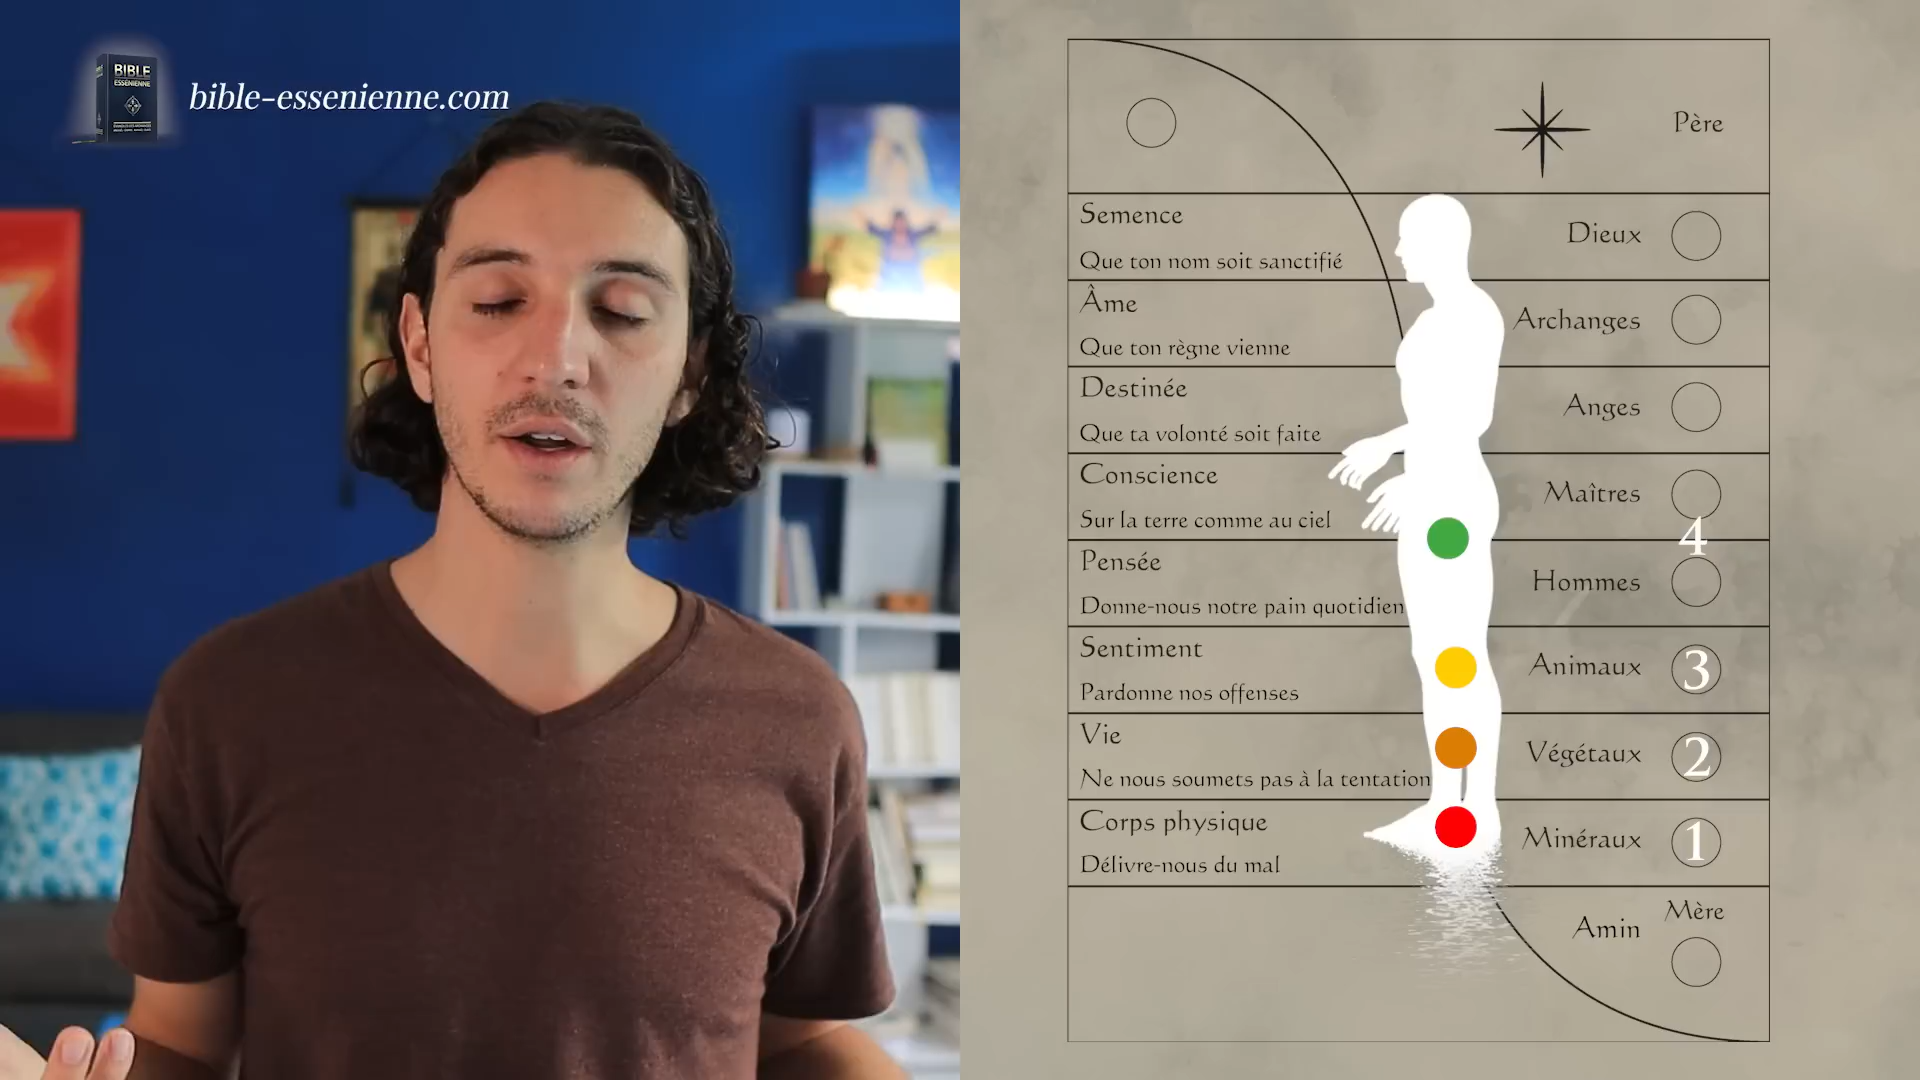 BIBLE
ESSÉNIENNE
bible-essenienne.com
Père
Semence
Dieux
Que ton nom soit sanctifié
Âme
Archanges
Que ton règne vienne
Destinée
Anges
Que ta volonté soit faite
Conscience
Maîtres
Sur la terre comme au ciel
4
Pensée
Hommes
Donne-nous notre pain quotidien
Sentiment
Animaux
3
Pardonne nos offenses
Vie
Végétaux
2
Ne nous soumets pas à la tentation
Corps physique
Minéraux
1
Délivre-nous du mal
Mère
Amin